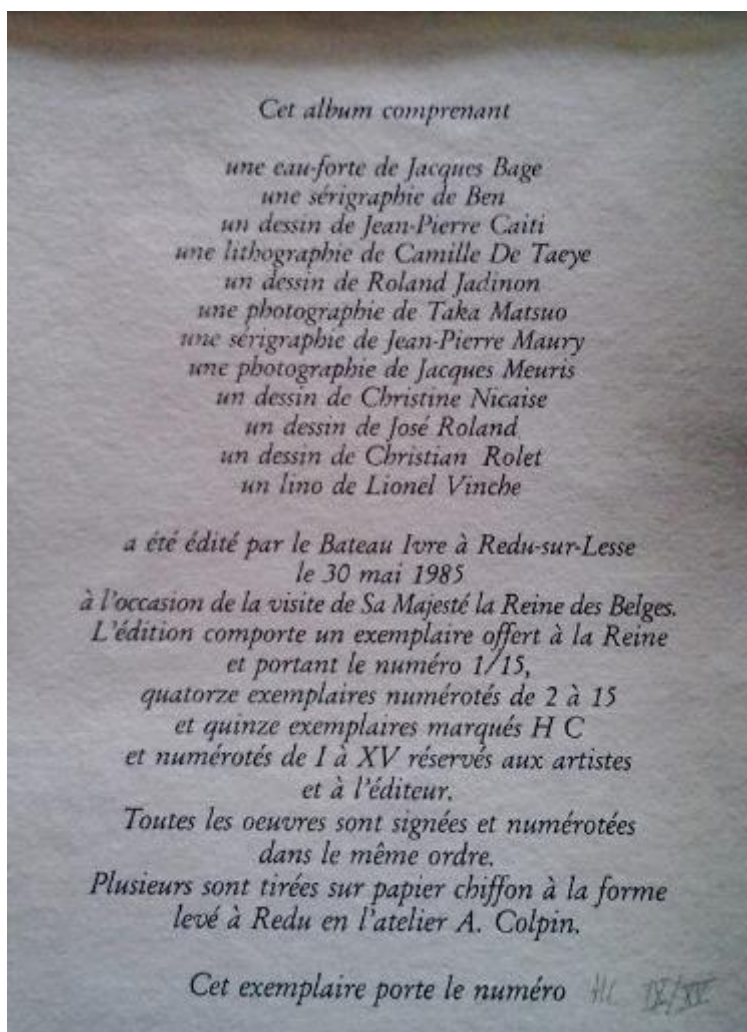 Cet album comprenant
une eau-forte de Jacques Bage
une sérigraphie de Ben
un dessin de Jean-Pierre Caiti
une lithographie de Camille De Taeye
un dessin de Roland Jadinon
une photographie de Taka Matsuo
une sérigraphie de Jean-Pierre Maury
une photographie de Jacques Meuris
un dessin de Christine Nicaise
un dessin de José Roland
un dessin de Christian Rolet
un lino de Lionel Vinche
a été édité par le Bateau Ivre à Redu-sur-Lesse
le 30 mai 1985
à l'occasion de la visite de Sa Majesté la Reine des Belges.
L'édition comporte un exemplaire offert à la Reine
et portant le numéro 1/15,
quatorze exemplaires numérotés de 2 à 15
et quinze exemplaires marqués H C
et numérotés de I à XV réservés aux artistes
et à l'éditeur.
Toutes les oeuvres sont signées et numérotées
dans le même ordre.
Plusieurs sont tirées sur papier chiffon à la forme
levé à Redu en l'atelier A. Colpin.
Cet exemplaire porte le numéro HC